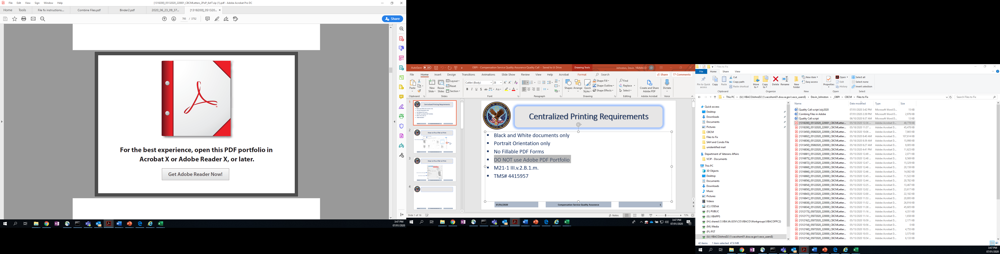 File Edit View Sign Window Help
[1318200]_05132020_220001_CBCMLetters_2PoP_6of7.zip (1).pdf - Adobe Acrobat Pro DC
Home Tools File fix instructions.... Combine Files.pdf Binder2.pdf 2020_06_23_09_37... [1318200]_051320... ×
795 / 3752
Share
For the best experience, open this PDF portfolio in
Acrobat X or Adobe Reader X, or later.
Get Adobe Reader Now!
3:47 PM
07/01/2020
AutoSave Off
OBPI - Compensation Service Quality Assurance Quality Call - Saved to U: Drive
Drawing Tools
Johnston, Devin VBAVACO JD
File Home Insert Design Transitions Animations Slide Show Review View Help Acrobat Format Search
Share Comments
Paste
New Slide
Reuse Slides
Layout
Reset
Section
Calibri (Body) 28
Shapes Arrange Quick Styles
Shape Fill
Shape Outline
Shape Effects
Find
Replace
Select
Create and Share Adobe PDF
Dictate
Clipboard Slides Font Paragraph Drawing Editing Adobe Acrobat Voice
1
Centralized Printing Requirements
2
How to Fix a File to Print
3
How to Fix a File to Print
4
Centralized Printing Requirements
Black and White documents only
Portrait Orientation only
No Fillable PDF Forms
DO NOT use Adobe PDF Portfolio
M21-1 III.v.2.B.1.m.
TMS# 4415957
07/01/2020 Compensation Service Quality Assurance 1
Slide 1 of 16
Notes
72%
3:47 PM
07/01/2020
Files to Fix
File Home Share View
Pin to Quick access
Copy
Paste
Cut
Copy path
Paste shortcut
Move to
Copy to
Delete
Rename
New folder
New item
Easy access
Properties
Open
Edit
History
Select all
Select none
Invert selection
Clipboard Organize New Open Select
This PC > (U:) VBACOJohnsD2 (\\vacohsm01.dva.va.gov\vaco_users$) > Devin_Johnston > _OBPI > CBCM > Files to Fix
Search Files to Fix
Quick access
Desktop
Downloads
Documents
Pictures
CBCM
Files to Fix
SAH and Condo File
unidentified mail
Department of Veterans Affairs
VCIP - Documents
This PC
3D Objects
Desktop
Documents
Downloads
Music
Pictures
Videos
(C:) OSDisk
(F:) PUBLIC
(G:) VBAPPS
(H:) shared (\\VBA.VA.GOV\CO\VBACO\Workgroups\VBACOFPC2)
(M:) Media
(P:) PST
(U:) VBACOJohnsD2 (\\vacohsm01.dva.va.gov\vaco_users$)
Name Date modified Type Size
Quality Call script July2020 07/01/2020 3:42 PM Microsoft Word D... 15 KB
Combing Files in Adobe 07/01/2020 2:39 PM Microsoft Word D... 2,976 KB
Quality Call script 06/10/2020 9:37 AM Microsoft Word D... 13 KB
[1318200]_05132020_220001_CBCMLetter... 05/18/2020 12:36 ... Adobe Acrobat D... 48,778 KB
[1318200]_05132020_220001_CBCMLetter... 05/18/2020 11:57 ... Adobe Acrobat D... 45,478 KB
[1313450]_05082020_220000_CBCMLetter... 05/18/2020 10:06 ... Adobe Acrobat D... 7,865 KB
[1316802]_05122020_220000_CBCMLetter... 05/18/2020 8:40 AM Adobe Acrobat D... 107,614 KB
[1316836]_05122020_220000_CBCMLetter... 05/18/2020 8:39 AM Adobe Acrobat D... 15,998 KB
[1313450]_05082020_220000_CBCMLetter... 05/18/2020 8:27 AM Adobe Acrobat D... 9,005 KB
[1316836]_05122020_220000_CBCMLetter... 05/15/2020 4:41 PM Adobe Acrobat D... 11,623 KB
[1316881]_05122020_220000_CBCMLetter... 05/15/2020 12:49 ... Adobe Acrobat D... 2,071 KB
[1316875]_05122020_220000_CBCMLetter... 05/15/2020 12:48 ... Adobe Acrobat D... 8,569 KB
[1316872]_05122020_220000_CBCMLetter... 05/15/2020 12:47 ... Adobe Acrobat D... 15,329 KB
[1316868]_05122020_220000_CBCMLetter... 05/15/2020 12:46 ... Adobe Acrobat D... 20,159 KB
[1316866]_05122020_220000_CBCMLetter... 05/15/2020 12:46 ... Adobe Acrobat D... 14,082 KB
[1316860]_05122020_220000_CBCMLetter... 05/15/2020 12:45 ... Adobe Acrobat D... 11,522 KB
[1316856]_05122020_220000_CBCMLetter... 05/15/2020 12:44 ... Adobe Acrobat D... 20,782 KB
[1316854]_05122020_220000_CBCMLetter... 05/15/2020 12:25 ... Adobe Acrobat D... 13,467 KB
[1316850]_05122020_220000_CBCMLetter... 05/15/2020 12:02 ... Adobe Acrobat D... 23,617 KB
[1316843]_05122020_220000_CBCMLetter... 05/15/2020 12:00 ... Adobe Acrobat D... 22,182 KB
[1316841]_05122020_220000_CBCMLetter... 05/15/2020 11:53 ... Adobe Acrobat D... 20,895 KB
[1316838]_05122020_220000_CBCMLetter... 05/15/2020 11:52 ... Adobe Acrobat D... 26,916 KB
[1316834]_05122020_220000_CBCMLetter... 05/15/2020 11:38 ... Adobe Acrobat D... 45,605 KB
[1312173]_05072020_220000_CBCMLetter... 05/15/2020 11:16 ... Adobe Acrobat D... 4,351 KB
[1312171]_05072020_220000_CBCMLetter... 05/15/2020 11:14 ... Adobe Acrobat D... 1,658 KB
[1312162]_05072020_220000_CBCMLetter... 05/15/2020 10:59 ... Adobe Acrobat D... 2,171 KB
[1312154]_05072020_220000_CBCMLetter... 05/15/2020 10:56 ... Adobe Acrobat D... 0 KB
[1312160]_05072020_220000_CBCMLetter... 05/15/2020 10:55 ... Adobe Acrobat D... 4,755 KB
[1312156]_05072020_220000_CBCMLetter... 05/15/2020 10:55 ... Adobe Acrobat D... 3,575 KB
[1312154]_05072020_220000_CBCMLetter... 05/15/2020 10:54 ... Adobe Acrobat D... 6,133 KB
42 items 1 item selected 47.6 MB
3:47 PM
07/01/2020